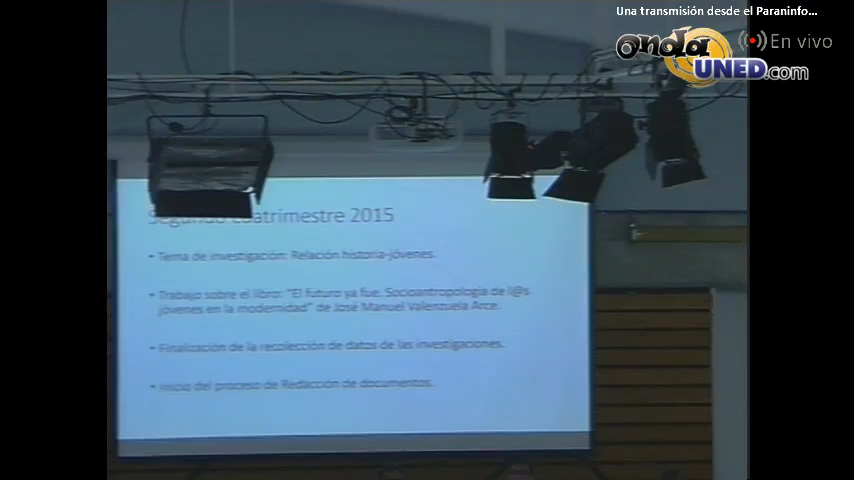 Una transmisión desde el Paraninfo...
onda UNED.com
En vivo
Segundo cuatrimestre 2015
• Tema de investigación: Relación historia-jóvenes.
• Trabajo sobre el libro: "El futuro ya fue. Socioantropología de l@s
jóvenes en la modernidad" de José Manuel Valenzuela Arce.
• Finalización de la recolección de datos de las investigaciones.
• Inicio del proceso de Redacción de documentos.